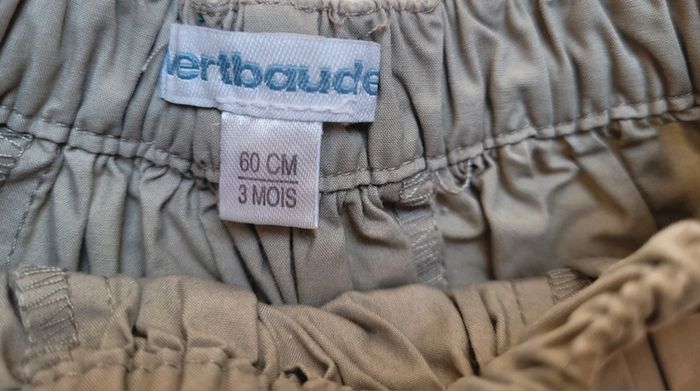 vertbaudet
60 CM
3 MOIS